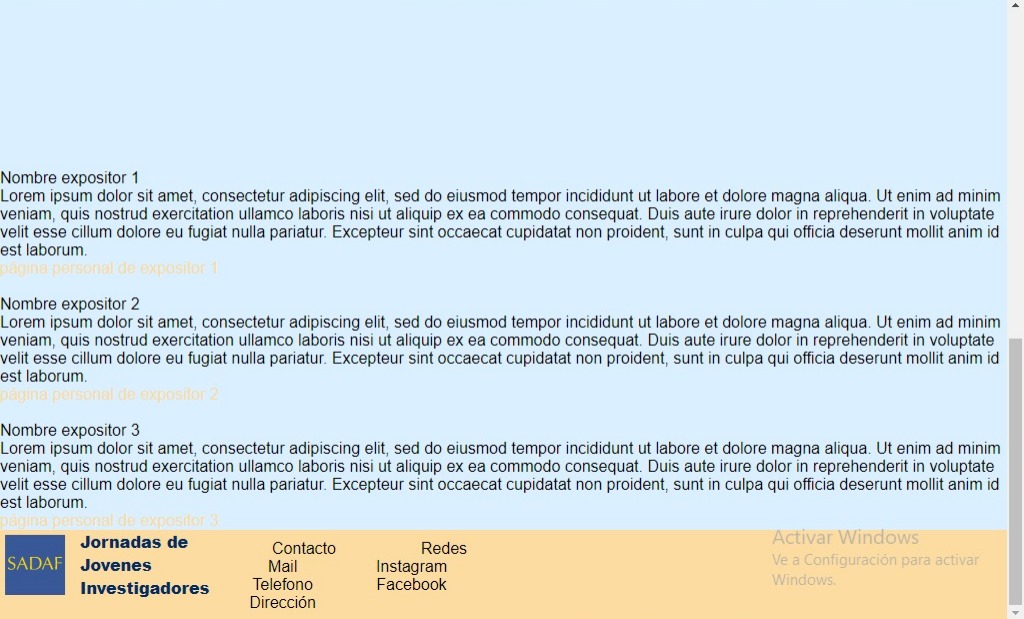 Nombre expositor 1
Lorem ipsum dolor sit amet, consectetur adipiscing elit, sed do eiusmod tempor incididunt ut labore et dolore magna aliqua. Ut enim ad minim
veniam, quis nostrud exercitation ullamco laboris nisi ut aliquip ex ea commodo consequat. Duis aute irure dolor in reprehenderit in voluptate
velit esse cillum dolore eu fugiat nulla pariatur. Excepteur sint occaecat cupidatat non proident, sunt in culpa qui officia deserunt mollit anim id
est laborum.
página personal de expositor 1
Nombre expositor 2
Lorem ipsum dolor sit amet, consectetur adipiscing elit, sed do eiusmod tempor incididunt ut labore et dolore magna aliqua. Ut enim ad minim
veniam, quis nostrud exercitation ullamco laboris nisi ut aliquip ex ea commodo consequat. Duis aute irure dolor in reprehenderit in voluptate
velit esse cillum dolore eu fugiat nulla pariatur. Excepteur sint occaecat cupidatat non proident, sunt in culpa qui officia deserunt mollit anim id
est laborum.
página personal de expositor 2
Nombre expositor 3
Lorem ipsum dolor sit amet, consectetur adipiscing elit, sed do eiusmod tempor incididunt ut labore et dolore magna aliqua. Ut enim ad minim
veniam, quis nostrud exercitation ullamco laboris nisi ut aliquip ex ea commodo consequat. Duis aute irure dolor in reprehenderit in voluptate
velit esse cillum dolore eu fugiat nulla pariatur. Excepteur sint occaecat cupidatat non proident, sunt in culpa qui officia deserunt mollit anim id
est laborum.
página personal de expositor 3
SADAF
Jornadas de
Jovenes
Investigadores
Contacto
Mail
Telefono
Dirección
Redes
Instagram
Facebook
Activar Windows
Ve a Configuración para activar
Windows.